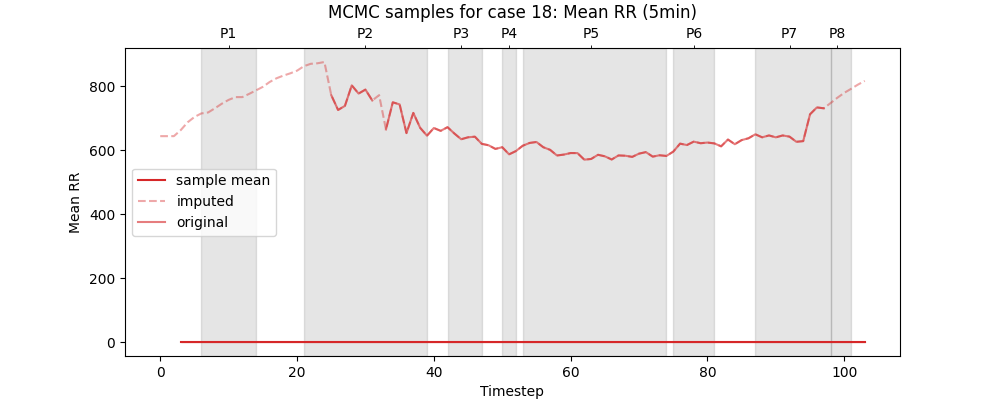 MCMC samples for case 18: Mean RR (5min)
P1 P2 P3 P4 P5 P6 P7 P8
800
600
400
200
0
Mean RR
sample mean
imputed
original
0 20 40 60 80 100
Timestep